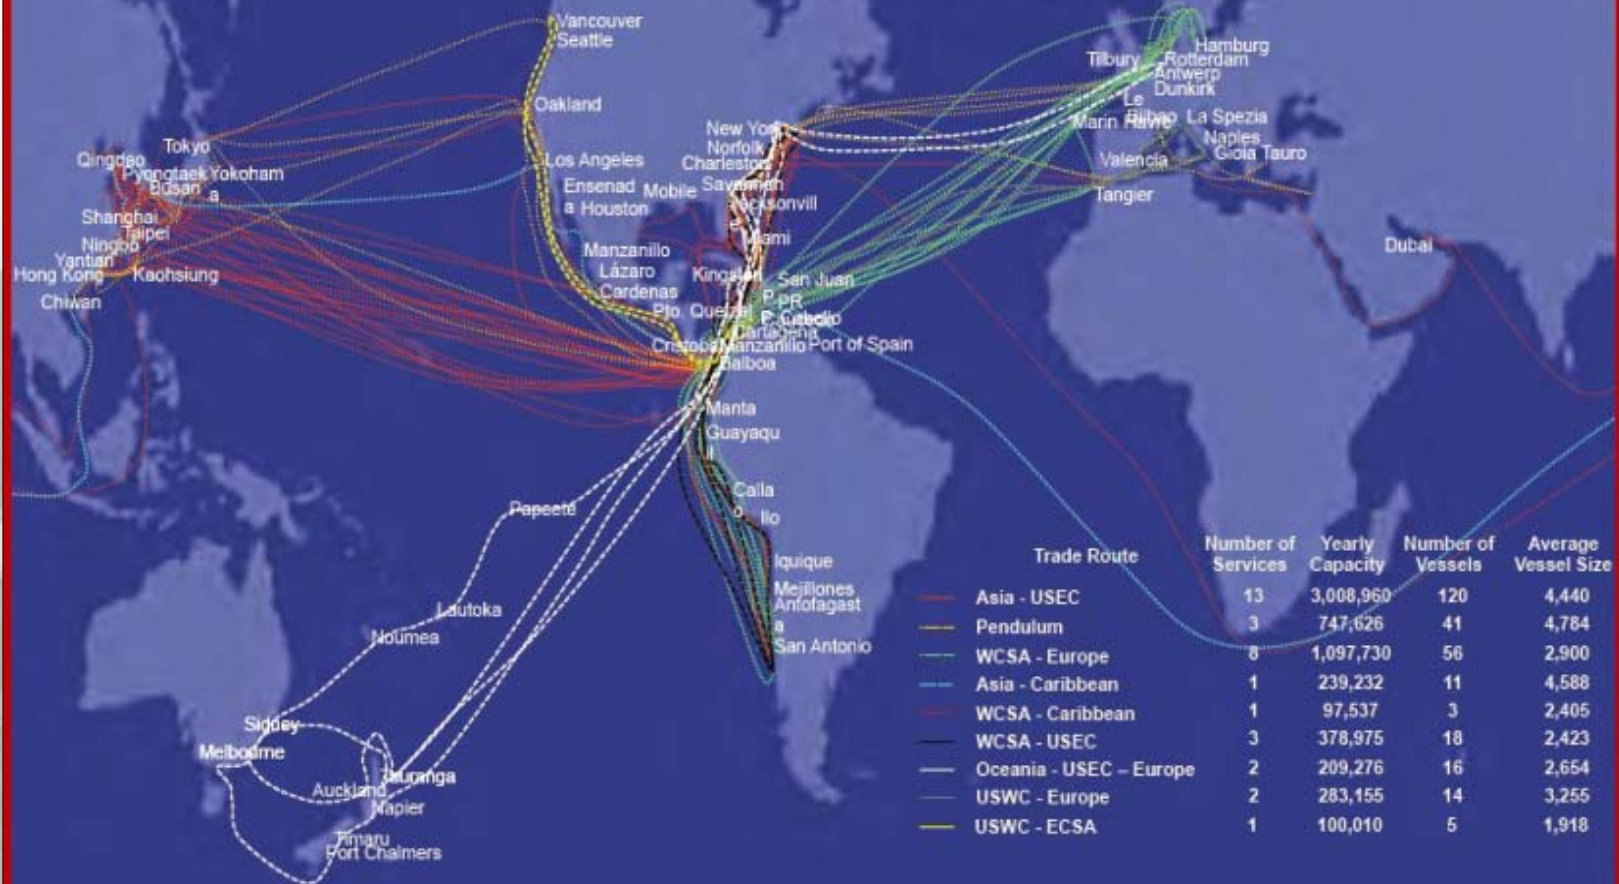 Vancouver
Seattle
Oakland
Los Angeles
Ensenad
a
Houston
Mobile
Manzanillo
Lázaro
Cardenas
Pto. Quetzal
Tokyo
Qingdao
Pyongtaek
Yokoham
a
Busan
Shanghai
Taipei
Ningbo
Yantian
Hong Kong
Kaohsiung
Chiwan
New York
Norfolk
Charleston
Savannah
Jacksonvill
e
Miami
Kingston
San Juan
P.
PR
P. Cabello
Cartagena
Cristobal
Manzanillo
Port of Spain
Balboa
Manta
Guayaqu
il
Calla
o
Ilo
Iquique
Mejillones
Antofagast
a
San Antonio
Hamburg
Tilbury
Rotterdam
Antwerp
Dunkirk
Le
Havre
Bilbao
La Spezia
Marin
Naples
Gioia Tauro
Valencia
Tangier
Dubai
Papeete
Lautoka
Noumea
Sidney
Melbourne
Tauranga
Auckland
Napier
Timaru
Port Chalmers
Trade Route Number of Services Yearly Capacity Number of Vessels Average Vessel Size
Asia - USEC 13 3,008,960 120 4,440
Pendulum 3 747,626 41 4,784
WCSA - Europe 8 1,097,730 56 2,900
Asia - Caribbean 1 239,232 11 4,588
WCSA - Caribbean 1 97,537 3 2,405
WCSA - USEC 3 378,975 18 2,423
Oceania - USEC – Europe 2 209,276 16 2,654
USWC - Europe 2 283,155 14 3,255
USWC - ECSA 1 100,010 5 1,918